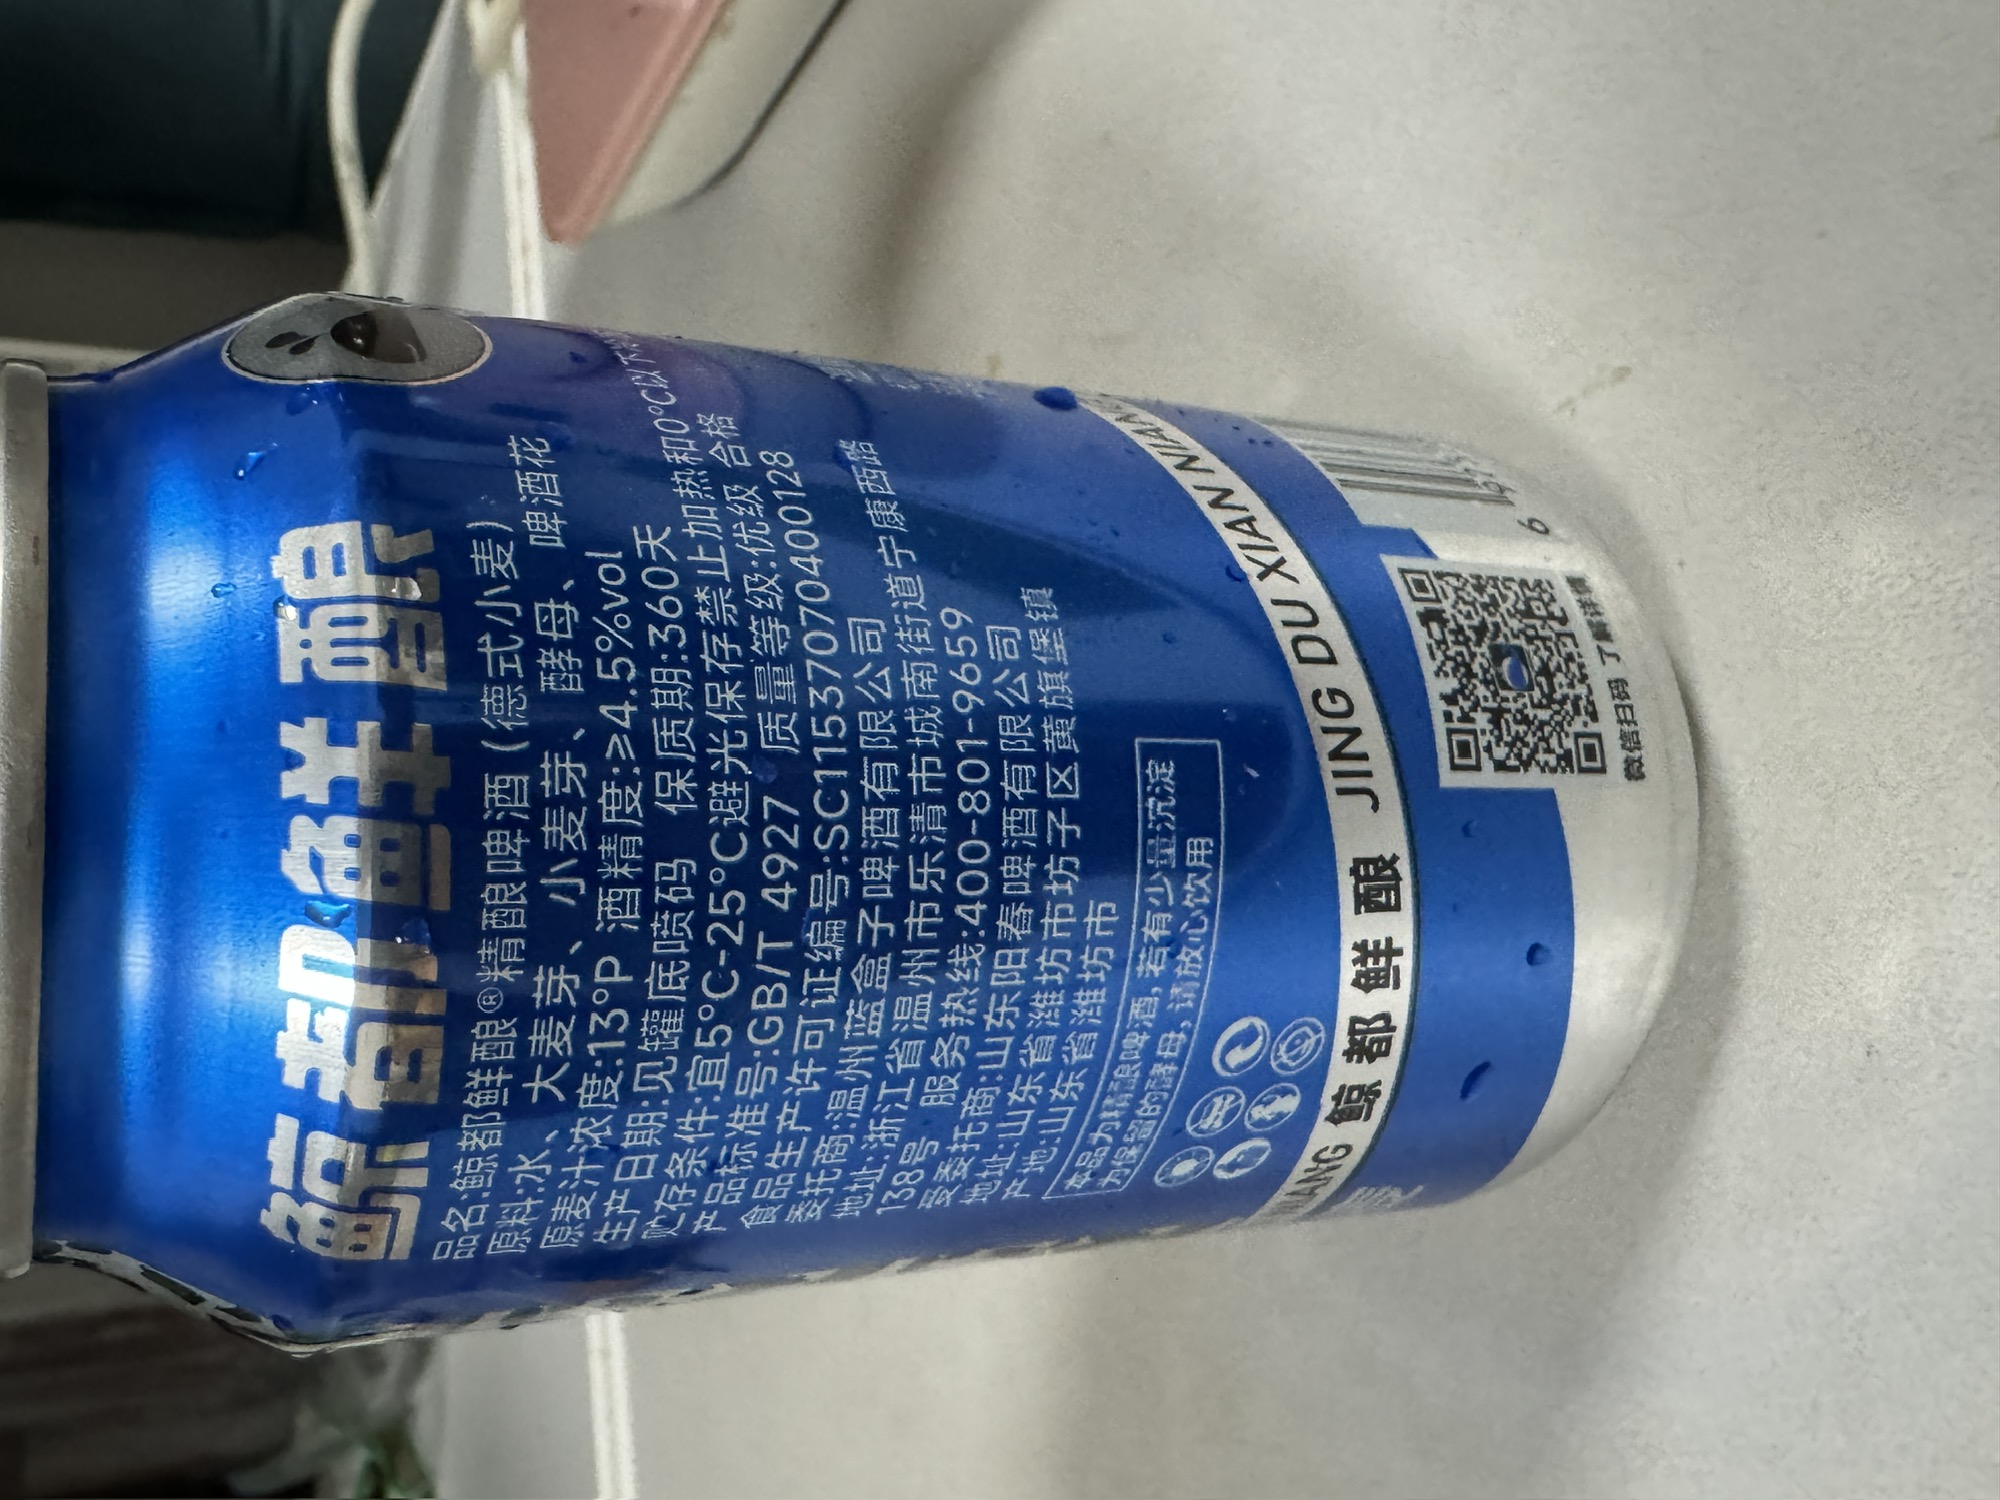 鲸都鲜酿
品名:鲸都鲜酿®精酿啤酒（德式小麦）
原料:水、大麦芽、小麦芽、酵母、啤酒花
原麦汁浓度:13°P 酒精度:≥4.5%vol
生产日期:见罐底喷码 保质期:360天
贮存条件:宜5°C-25°C避光保存禁止加热和0°C以下
产品标准号:GB/T 4927 质量等级:优级 合格
食品生产许可证编号:SC11537070400128
委托商:温州蓝盒子啤酒有限公司
地址:浙江省温州市乐清市城南街道宁康西路
138号 服务热线:400-801-9659
受委托商:山东东阳春啤酒有限公司
地址:山东省潍坊市坊子区黄旗堡镇
产地:山东省潍坊市
本品为精酿啤酒,若有少量沉淀
为保留的酵母,请放心饮用
鲸都鲜酿 JING DU XIAN NIANG
微信扫码
6